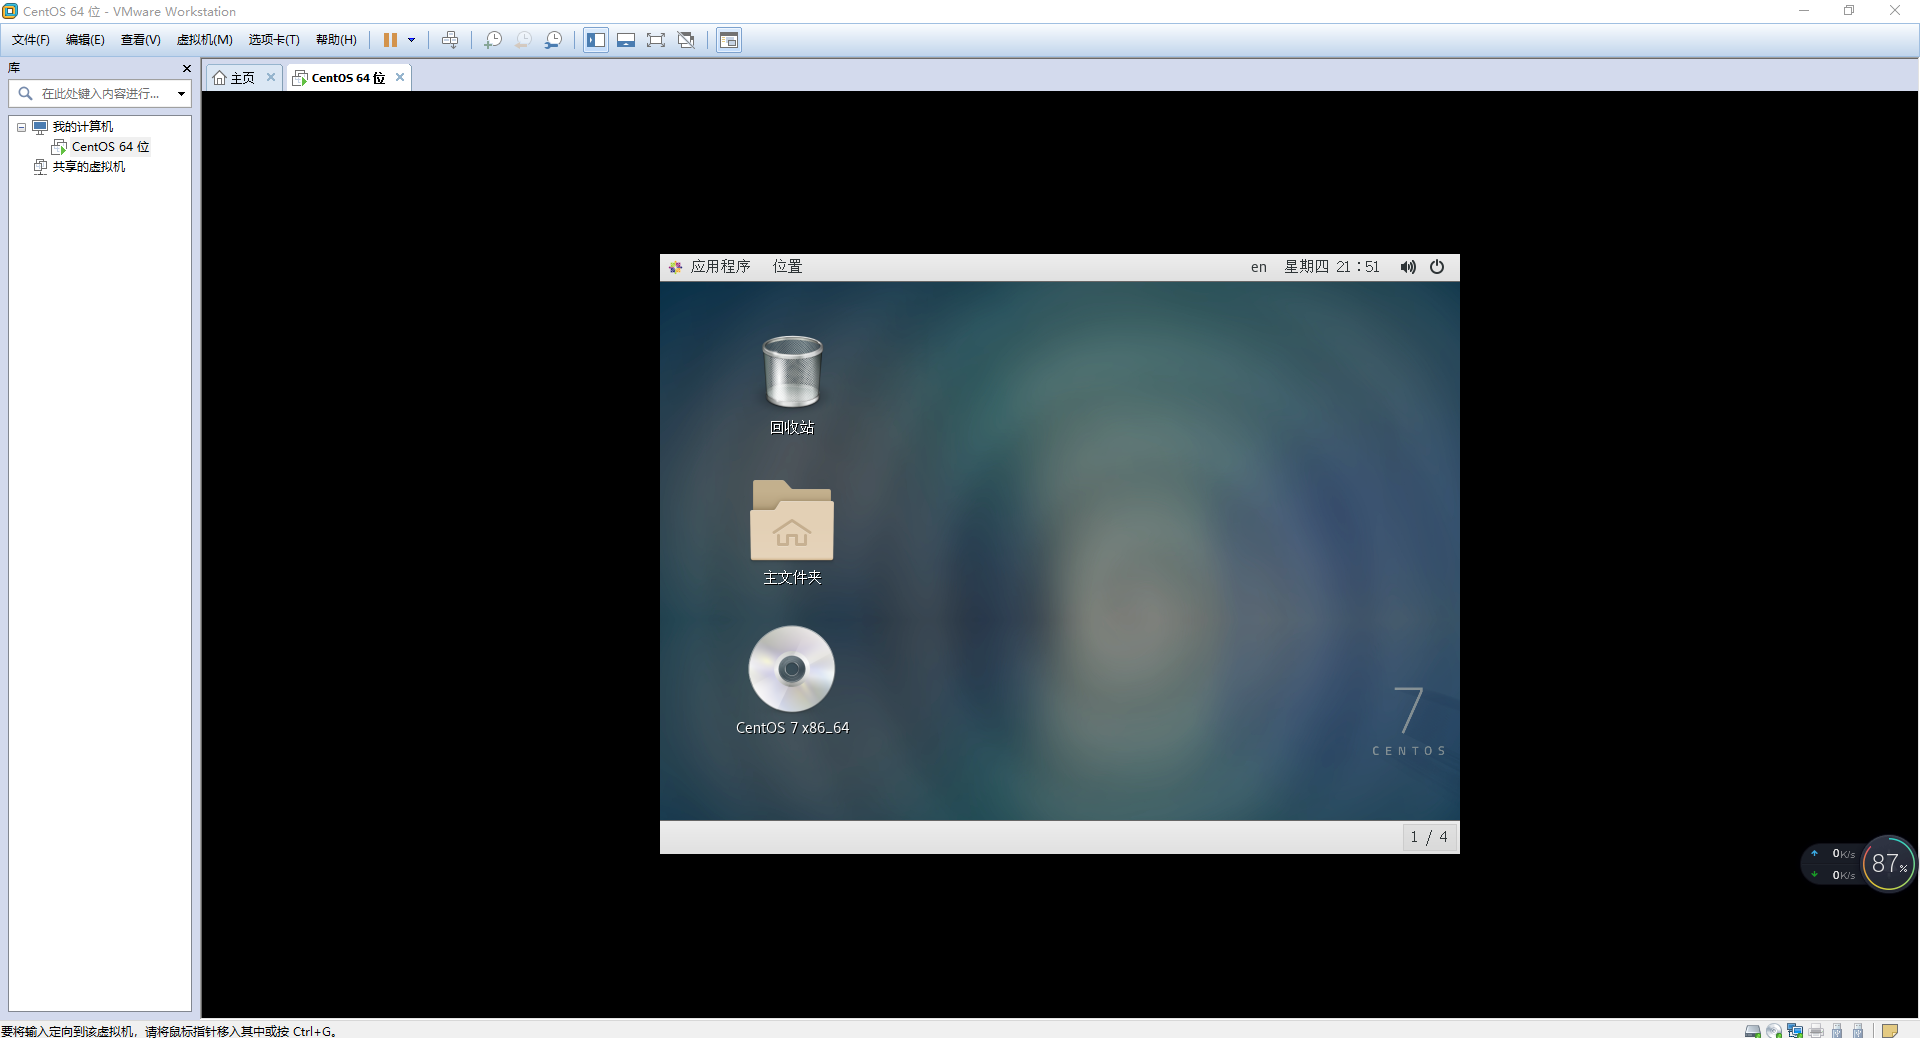 CentOS 64 位 - VMware Workstation
文件(F) 编辑(E) 查看(V) 虚拟机(M) 选项卡(T) 帮助(H)
库
主页
CentOS 64 位
在此处键入内容进行...
我的计算机
CentOS 64 位
共享的虚拟机
应用程序 位置 en 星期四 21：51
回收站
主文件夹
CentOS 7 x86_64
7
CENTOS
1 / 4
0K/s
0K/s
87%
要将输入定向到该虚拟机，请将鼠标指针移入其中或按 Ctrl+G。